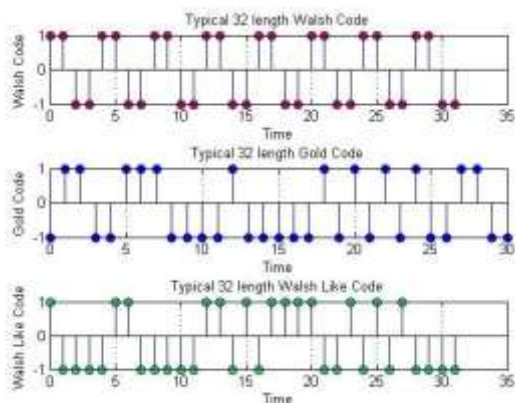 Typical 32 length Walsh Code
Walsh Code
1
0
-1
0 5 10 15 20 25 30 35
Time
Typical 32 length Gold Code
Gold Code
1
0
-1
0 5 10 15 20 25 30
Time
Typical 32 length Walsh Like Code
Walsh Like Code
1
0
-1
0 5 10 15 20 25 30 35
Time